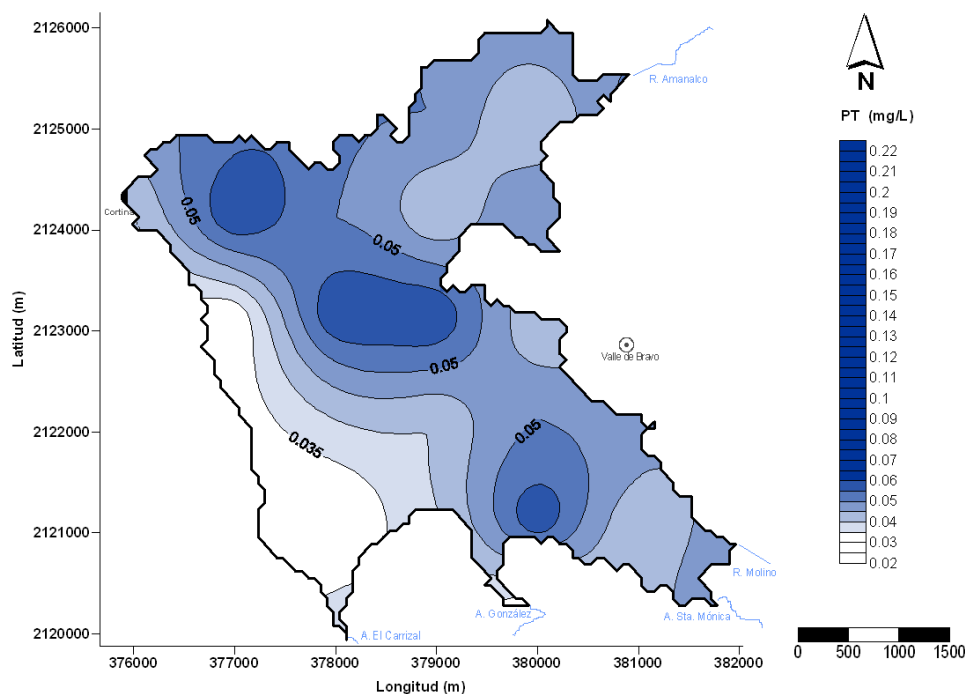 2126000
2125000
2124000
2123000
2122000
2121000
2120000
Latitud (m)
376000 377000 378000 379000 380000 381000 382000
Longitud (m)
R. Amanalco
Cortina
0.05
0.05
0.05
0.05
0.035
Valle de Bravo
R. Molino
A. Sta. Mónica
A. González
A. El Carrizal
N
PT (mg/L)
0.22
0.21
0.2
0.19
0.18
0.17
0.16
0.15
0.14
0.13
0.12
0.11
0.1
0.09
0.08
0.07
0.06
0.05
0.04
0.03
0.02
0 500 1000 1500